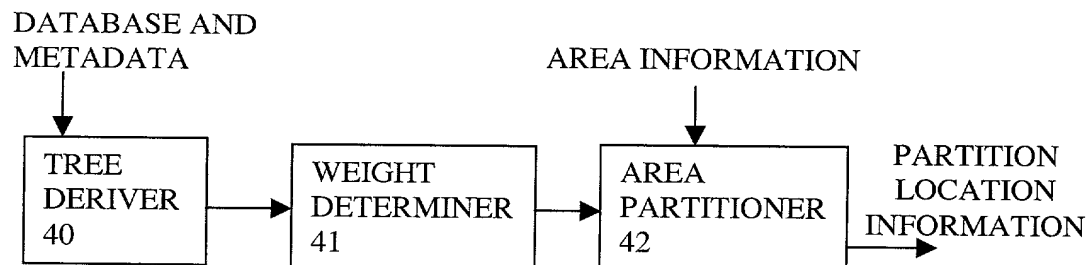 DATABASE AND
METADATA
AREA INFORMATION
TREE
DERIVER
40
WEIGHT
DETERMINER
41
AREA
PARTITIONER
42
PARTITION
LOCATION
INFORMATION